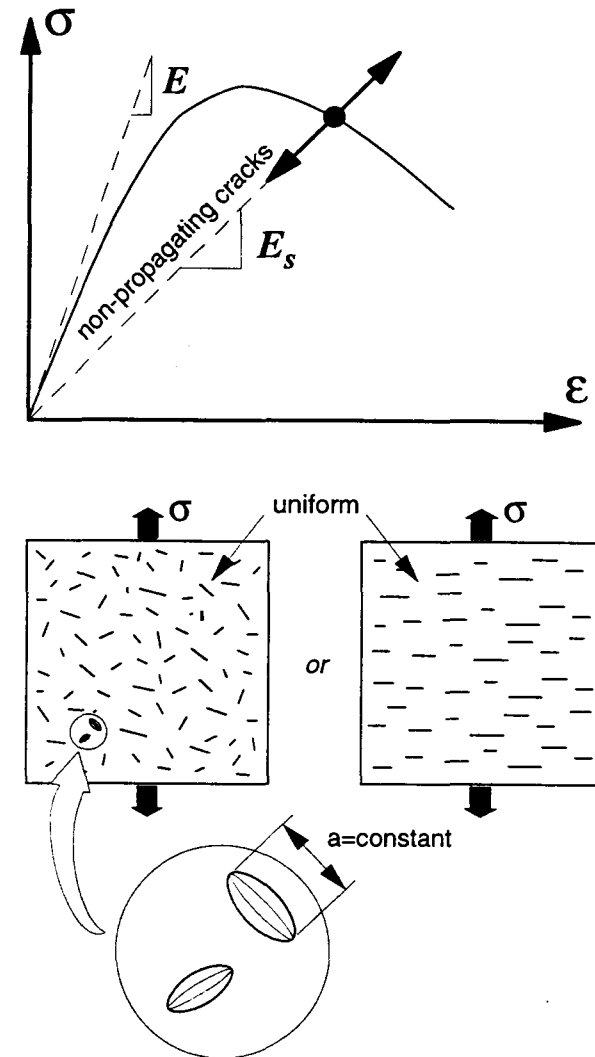 σ
E
non-propagating cracks
E_s
ε
σ
uniform
σ
or
a=constant